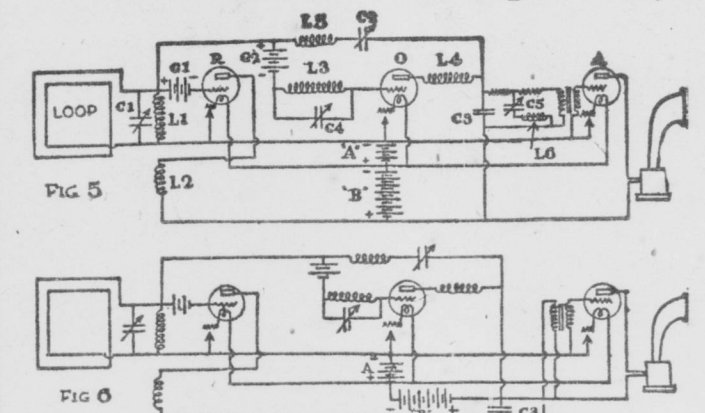 L5 C2
G2 R O L4 A
G1 L3
LOOP C1 L1 C4 C3 C5
"A" L6
FIG 5 L2 "B"
A
FIG 6 C3